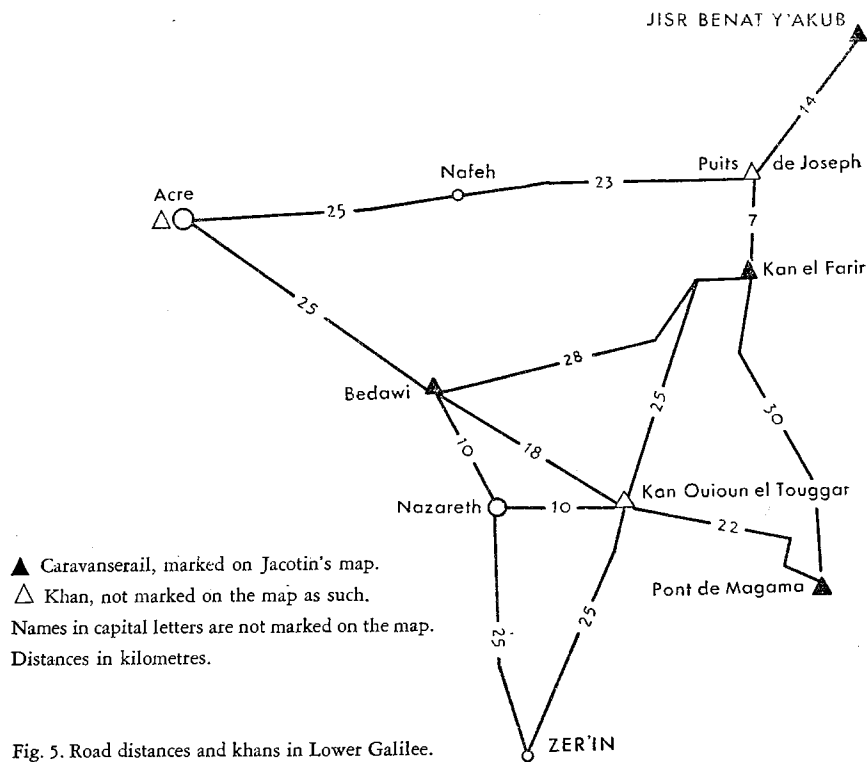 JISR BENAT Y'AKUB
14
Puits de Joseph
Nafeh
23
Acre
25
7
Kan el Farir
25
28
Bedawi
25
30
10
18
Kan Ouioun el Touggar
Nazareth
10
22
▲ Caravanserail, marked on Jacotin's map.
Pont de Magama
△ Khan, not marked on the map as such.
25
25
Names in capital letters are not marked on the map.
Distances in kilometres.
ZER'IN
Fig. 5. Road distances and khans in Lower Galilee.